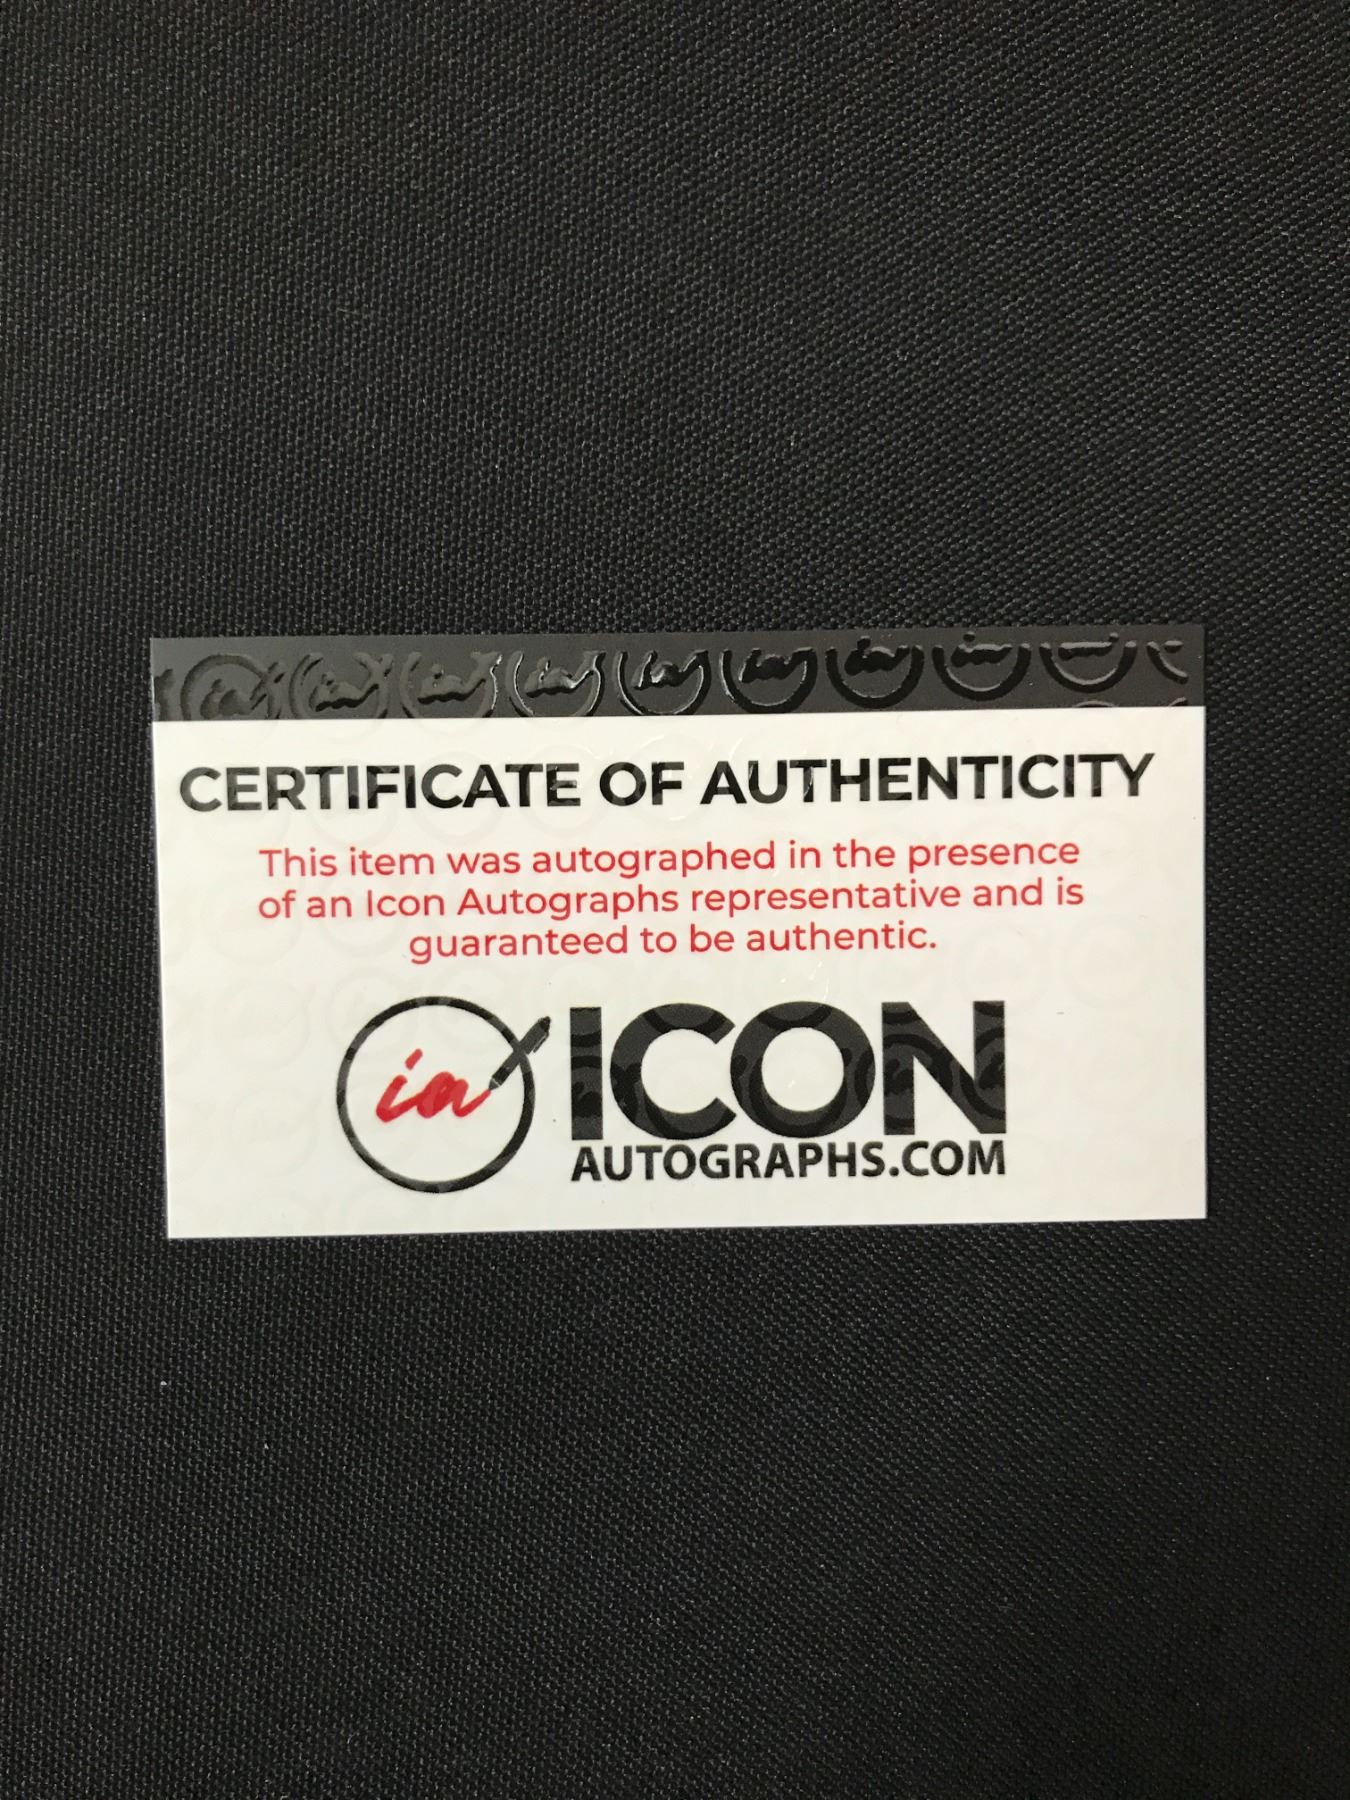 CERTIFICATE OF AUTHENTICITY
This item was autographed in the presence
of an Icon Autographs representative and is
guaranteed to be authentic.
ia
ICON
AUTOGRAPHS.COM